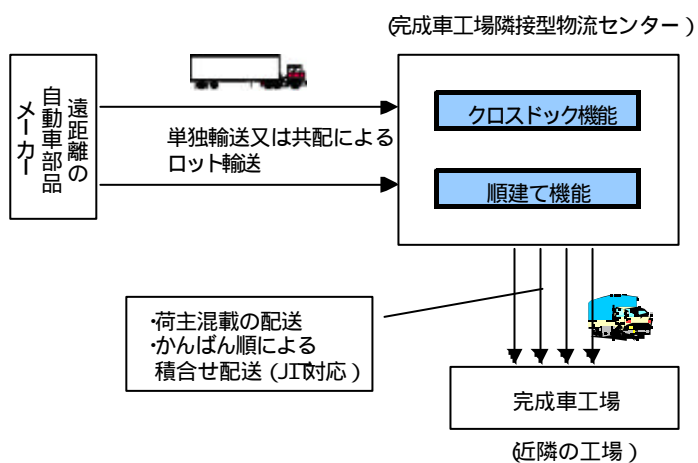 (完成車工場隣接型物流センター)
遠距離の
自動車部品
メーカー
単独輸送又は共配による
ロット輸送
クロスドック機能
順建て機能
・荷主混載の配送
・かんばん順による
積合せ配送(JIT対応)
完成車工場
(近隣の工場)